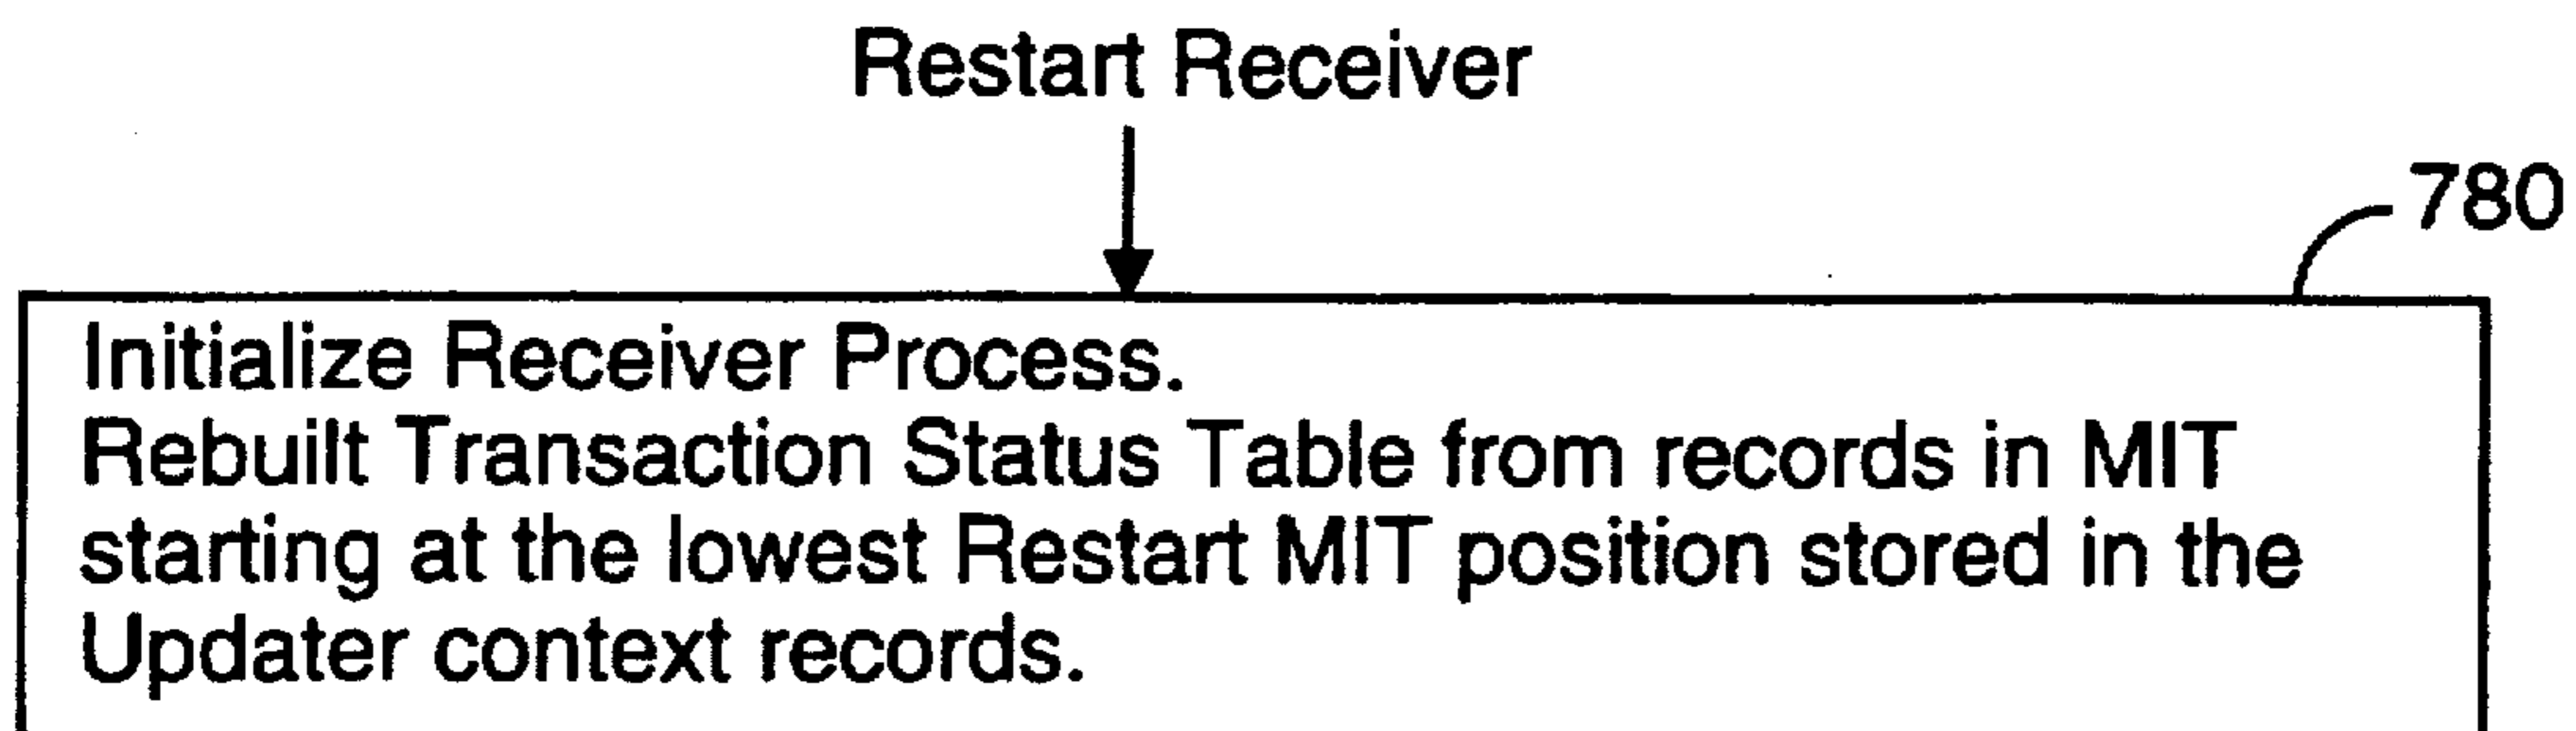 Restart Receiver
780
Initialize Receiver Process.
Rebuilt Transaction Status Table from records in MIT
starting at the lowest Restart MIT position stored in the
Updater context records.